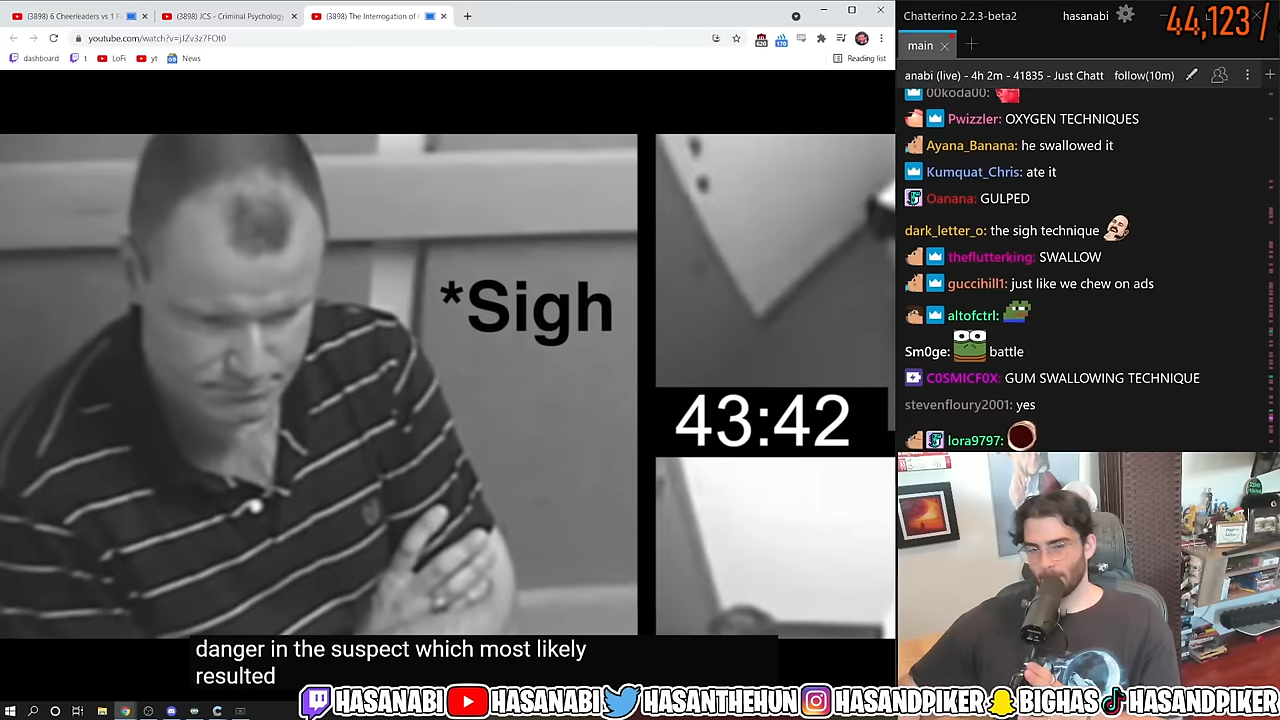 (3898) 6 Cheerleaders vs 1 F
(3898) JCS - Criminal Psychology
(3898) The Interrogation of
youtube.com/watch?v=jJZv3z7FOt0
dashboard
t
LoFi
yt
News
Reading list
*Sigh
43:42
danger in the suspect which most likely
resulted
Chatterino 2.2.3-beta2
hasanabi
44,123 /
main
anabi (live) - 4h 2m - 41835 - Just Chatt
follow(10m)
00koda00:
Pwizzler: OXYGEN TECHNIQUES
Ayana_Banana: he swallowed it
Kumquat_Chris: ate it
Oanana: GULPED
dark_letter_o: the sigh technique
theflutterking: SWALLOW
guccihill1: just like we chew on ads
altofctrl:
Sm0ge: battle
C0SMICF0X: GUM SWALLOWING TECHNIQUE
stevenfloury2001: yes
lora9797:
HASANABI
HASANABI
HASANTHEHUN
HASANDPIKER
BIGHAS
HASANDPIKER